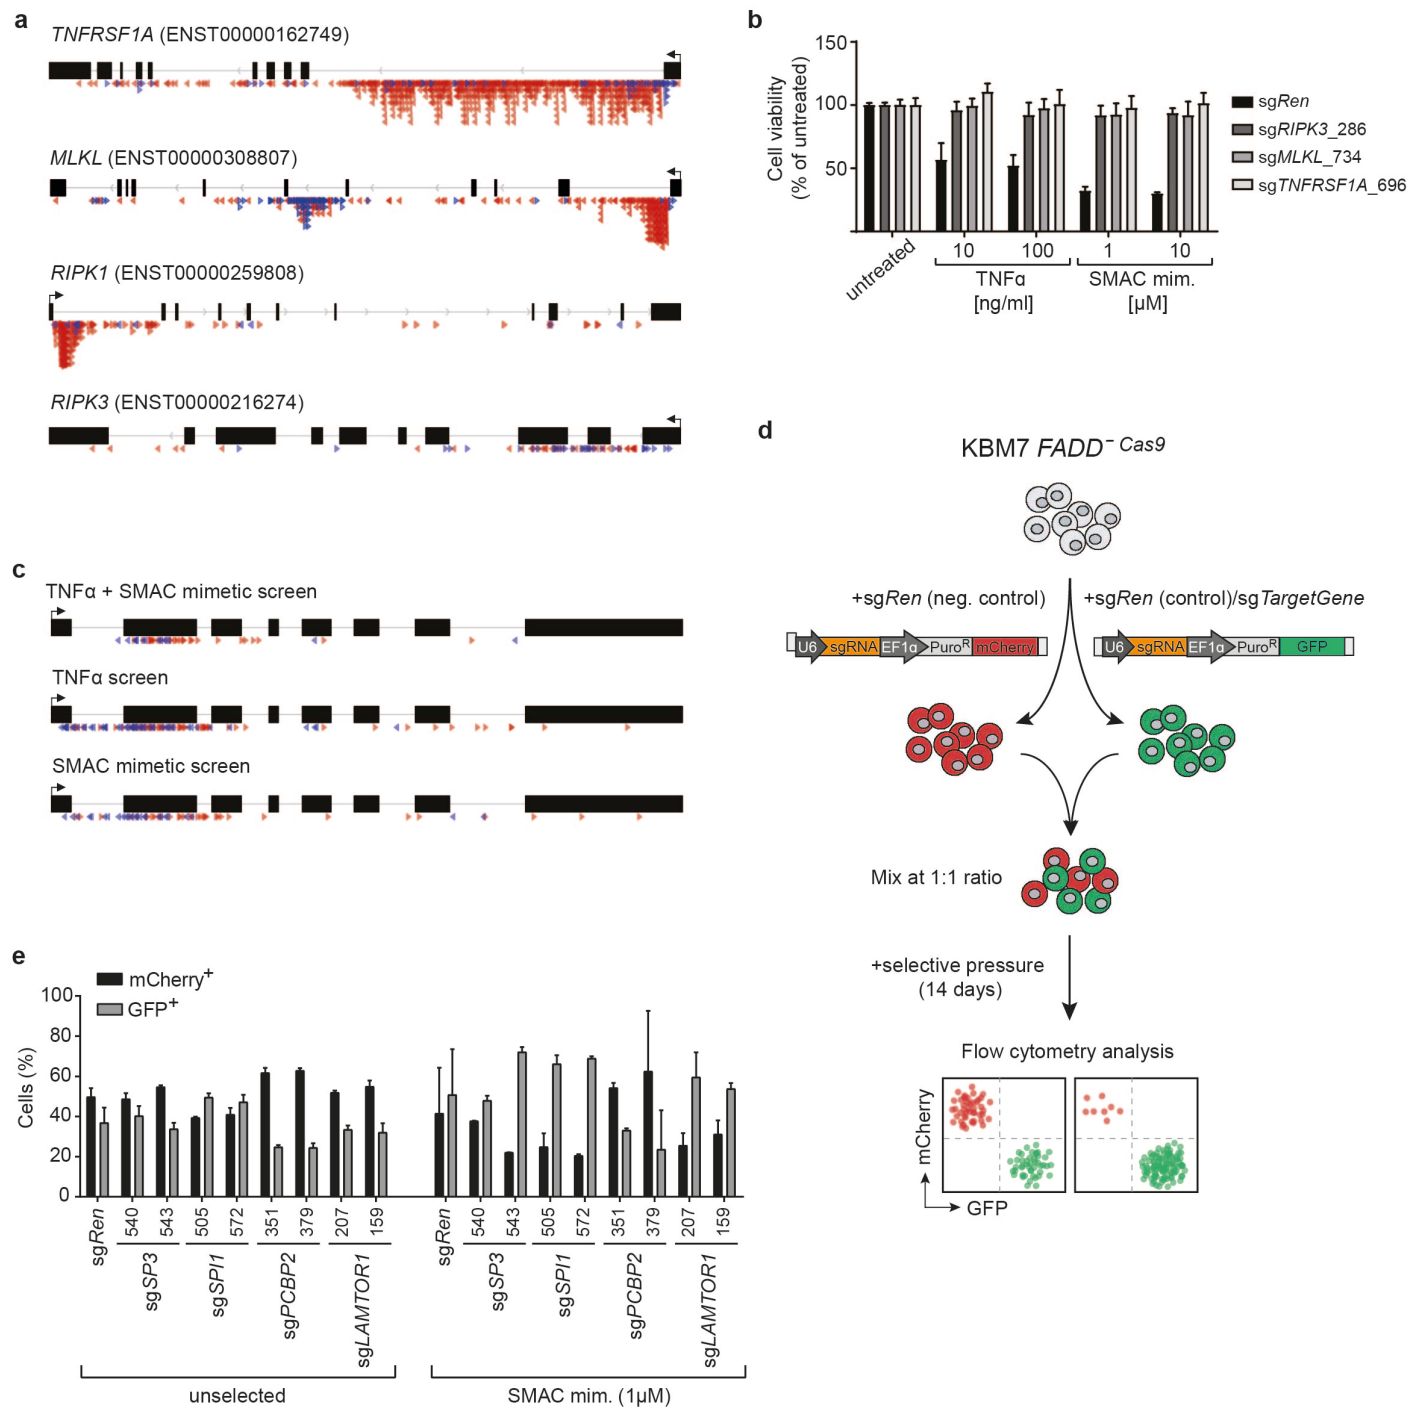 a
TNFRSF1A (ENST00000162749)
MLKL (ENST00000308807)
RIPK1 (ENST00000259808)
RIPK3 (ENST00000216274)
b
Cell viability
(% of untreated)
150
100
50
untreated
10
100
1
10
TNFα
[ng/ml]
SMAC mim.
[µM]
sgRen
sgRIPK3_286
sgMLKL_734
sgTNFRSF1A_696
c
TNFα + SMAC mimetic screen
TNFα screen
SMAC mimetic screen
d
KBM7 FADD⁻ Cas9
+sgRen (neg. control)
+sgRen (control)/sgTargetGene
U6 sgRNA EF1α Puroᴿ mCherry
U6 sgRNA EF1α Puroᴿ GFP
Mix at 1:1 ratio
+selective pressure
(14 days)
Flow cytometry analysis
mCherry
GFP
e
mCherry⁺
GFP⁺
Cells (%)
100
80
60
40
20
0
sgRen
540
543
505
572
351
379
207
159
sgSP3
sgSPI1
sgPCBP2
sgLAMTOR1
unselected
sgRen
540
543
505
572
351
379
207
159
sgSP3
sgSPI1
sgPCBP2
sgLAMTOR1
SMAC mim. (1µM)